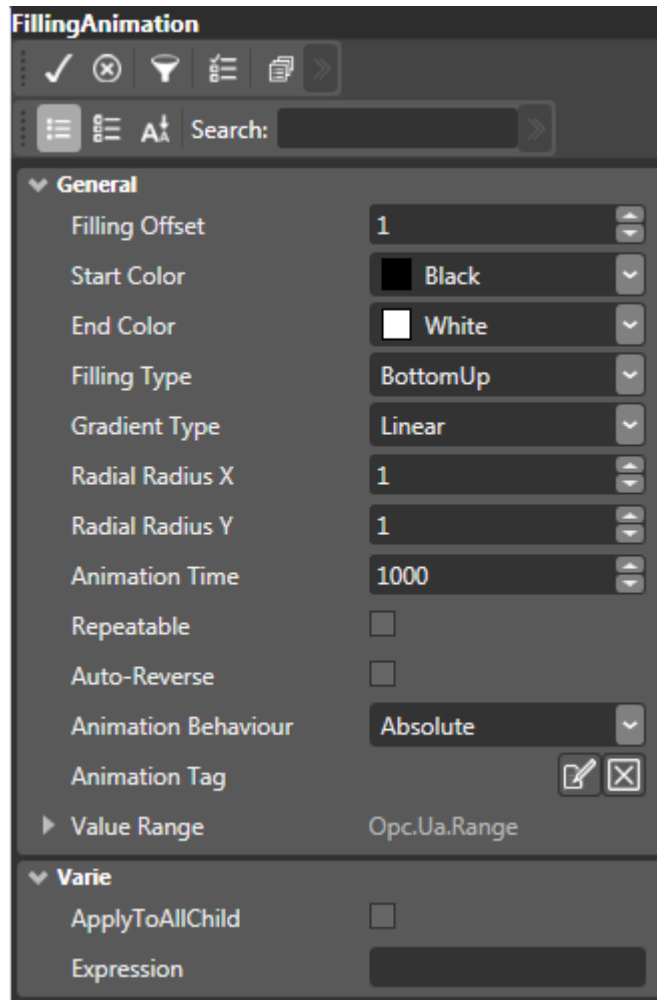 FillingAnimation
Search:
General
Filling Offset 1
Start Color Black
End Color White
Filling Type BottomUp
Gradient Type Linear
Radial Radius X 1
Radial Radius Y 1
Animation Time 1000
Repeatable
Auto-Reverse
Animation Behaviour Absolute
Animation Tag
Value Range Opc.Ua.Range
Varie
ApplyToAllChild
Expression